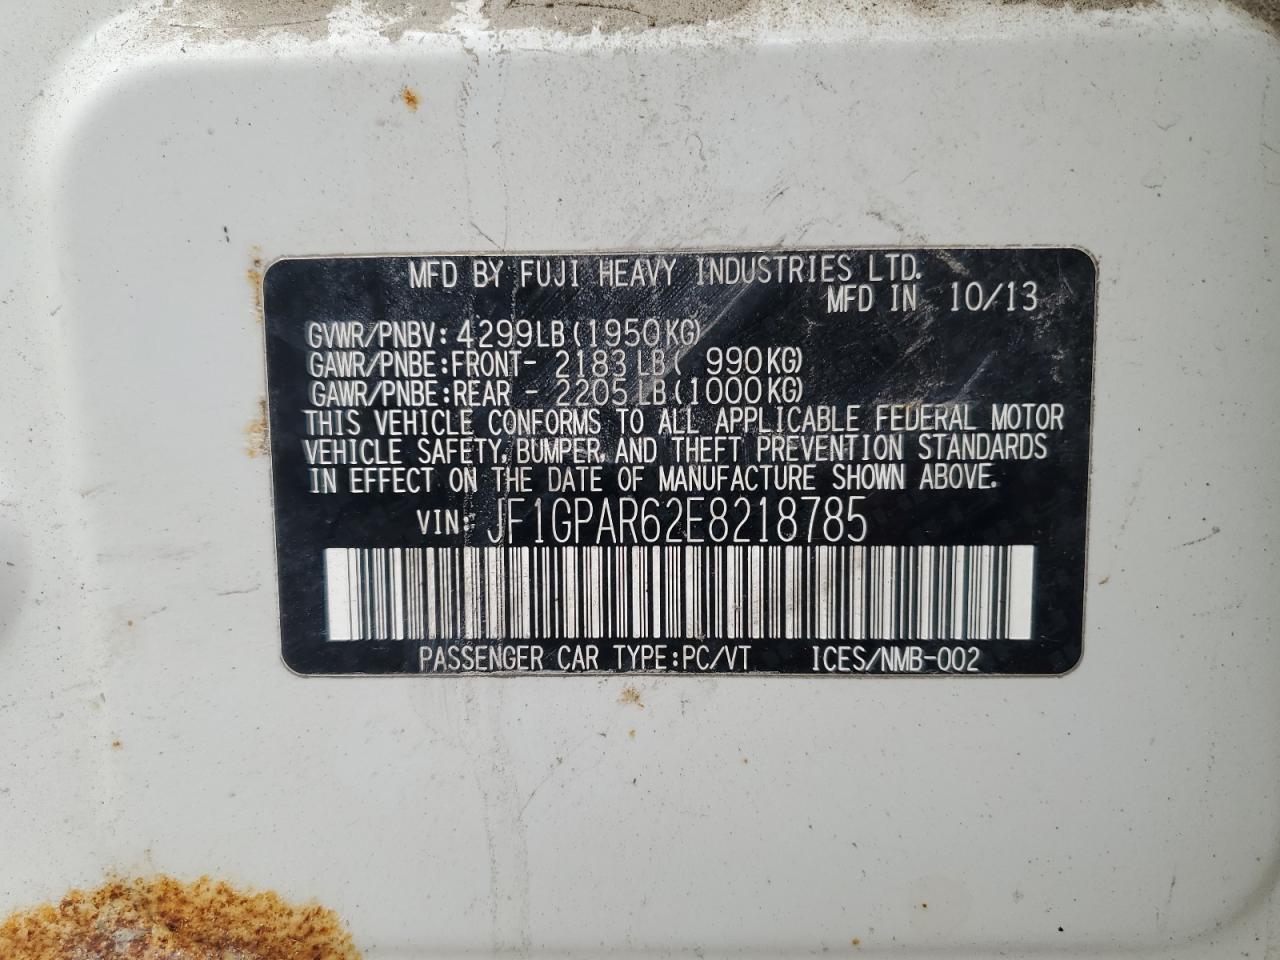 MFD BY FUJI HEAVY INDUSTRIES LTD.
MFD IN 10/13
GVWR/PNBV: 4299LB(1950KG)
GAWR/PNBE:FRONT- 2183LB( 990KG)
GAWR/PNBE:REAR - 2205LB(1000KG)
THIS VEHICLE CONFORMS TO ALL APPLICABLE FEDERAL MOTOR
VEHICLE SAFETY, BUMPER, AND THEFT PREVENTION STANDARDS
IN EFFECT ON THE DATE OF MANUFACTURE SHOWN ABOVE.
VIN: JF1GPAR62E8218785
PASSENGER CAR TYPE:PC/VT ICES/NMB-002